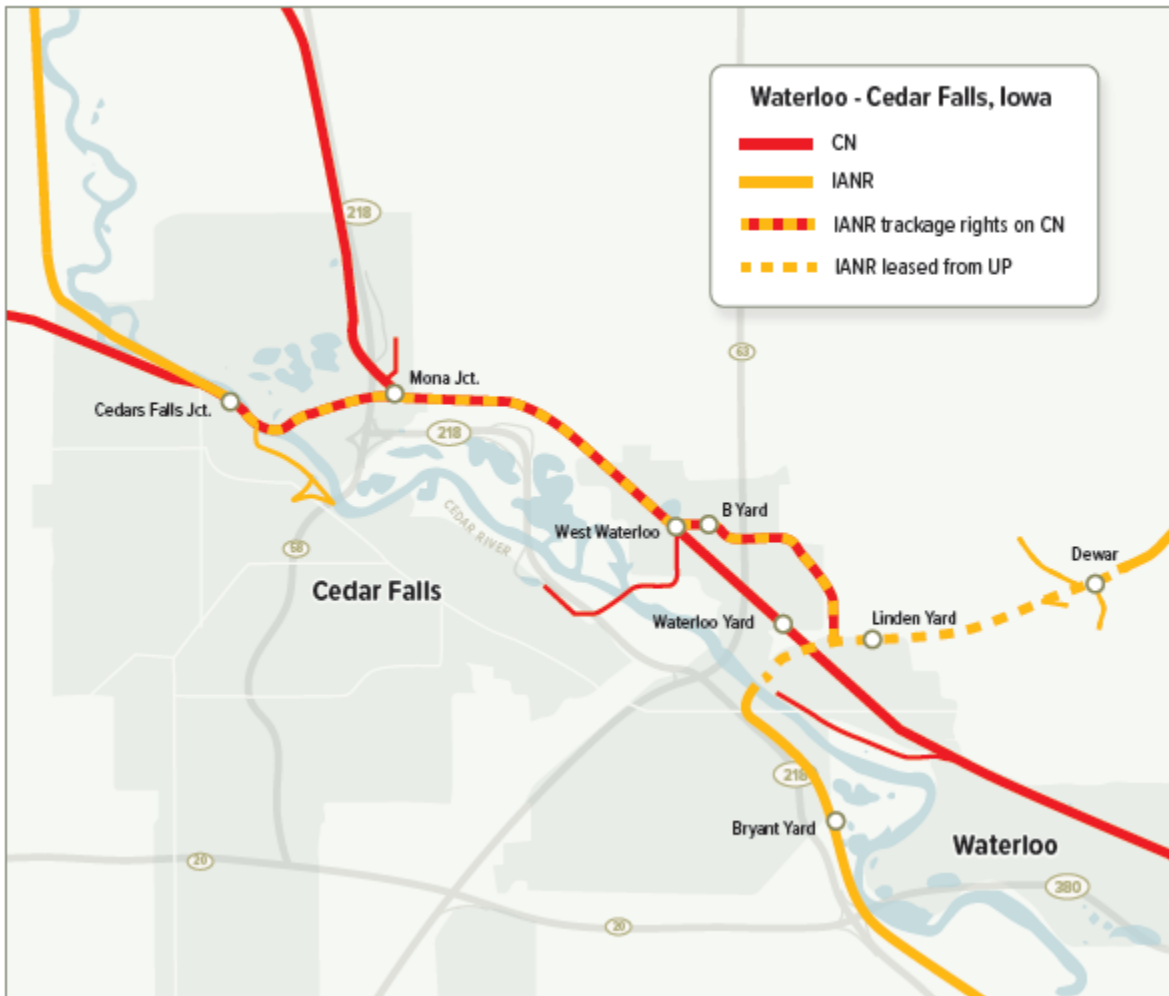 Waterloo - Cedar Falls, Iowa
CN
IANR
IANR trackage rights on CN
IANR leased from UP
218
63
Mona Jct.
Cedars Falls Jct.
218
CEDAR RIVER
B Yard
West Waterloo
58
Dewar
Cedar Falls
Linden Yard
Waterloo Yard
218
Bryant Yard
Waterloo
20
380
20